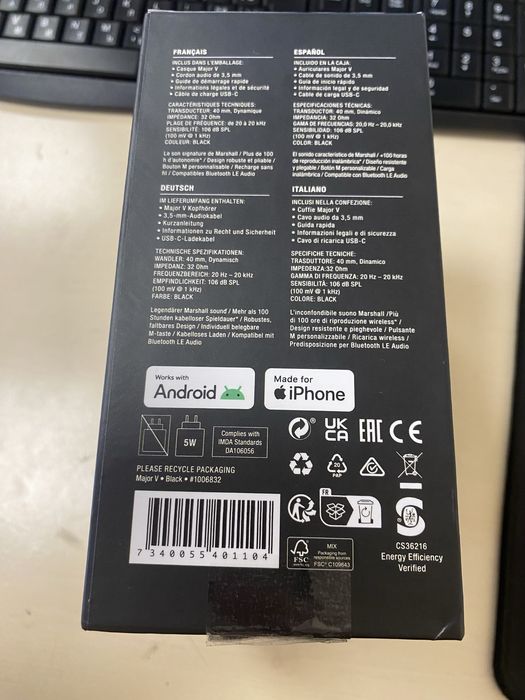 FRANÇAIS
INCLUS DANS L'EMBALLAGE:
• Casque Major V
• Cordon audio de 3,5 mm
• Guide de démarrage rapide
• Informations légales et de sécurité
• Câble de charge USB-C
CARACTÉRISTIQUES TECHNIQUES:
TRANSDUCTEUR: 40 mm, Dynamique
IMPÉDANCE: 32 Ohm
PLAGE DE FRÉQUENCE: de 20 à 20 kHz
SENSIBILITÉ: 106 dB SPL
(100 mV @ 1 kHz)
COULEUR: BLACK
Le son signature de Marshall / Plus de 100
h d'autonomie* / Design robuste et pliable /
Bouton M personnalisable / Recharge sans
fil / Compatibles Bluetooth LE Audio
ESPAÑOL
INCLUIDO EN LA CAJA:
• Auriculares Major V
• Cable de sonido de 3,5 mm
• Guía de inicio rápido
• Información legal y de seguridad
• Cable de carga USB-C
ESPECIFICACIONES TÉCNICAS:
TRANSDUCTOR: 40 mm, Dinámico
IMPEDANCIA: 32 Ohm
GAMA DE FRECUENCIAS: 20,0 Hz – 20,0 kHz
SENSIBILIDAD: 106 dB SPL
(100 mV @ 1 kHz)
COLOR: BLACK
El sonido característico de Marshall / +100 horas
de reproducción inalámbrica* / Diseño resistente
y plegable / Botón M personalizable / Carga
inalámbrica / Compatible con Bluetooth LE Audio
DEUTSCH
IM LIEFERUMFANG ENTHALTEN:
• Major V Kopfhörer
• 3,5-mm-Audiokabel
• Kurzanleitung
• Informationen zu Recht und Sicherheit
• USB-C-Ladekabel
TECHNISCHE SPEZIFIKATIONEN:
WANDLER: 40 mm, Dynamisch
IMPEDANZ: 32 Ohm
FREQUENZBEREICH: 20 Hz – 20 kHz
EMPFINDLICHKEIT: 106 dB SPL
(100 mV @ 1 kHz)
FARBE: BLACK
Legendärer Marshall sound / Mehr als 100
Stunden kabelloser Spieldauer* / Robustes,
faltbares Design / Individuell belegbare
M-taste / Kabelloses Laden / Kompatibel mit
Bluetooth LE Audio
ITALIANO
INCLUSI NELLA CONFEZIONE:
• Cuffie Major V
• Cavo audio da 3,5 mm
• Guida rapida
• Informazioni legali e di sicurezza
• Cavo di ricarica USB-C
SPECIFICHE TECNICHE:
TRASDUTTORE: 40 mm, Dinamico
IMPEDENZA:32 Ohm
GAMMA DI FREQUENZA: 20 Hz – 20 kHz
SENSIBILITÀ: 106 dB SPL
(100 mV @ 1 kHz)
COLORE: BLACK
L'inconfondibile suono Marshall /Più
di 100 ore di riproduzione wireless* /
Design resistente e pieghevole / Pulsante
M personalizzabile / Ricarica wireless /
Predisposizione per Bluetooth LE Audio
Works with
Android
Made for
iPhone
5W
Complies with
IMDA Standards
DA106056
UK
CA
EAC
CE
20
PAP
PLEASE RECYCLE PACKAGING
Major V • Black • #1006832
7 340055 401104
FR
FSC
MIX
Packaging from
responsible sources
FSC® C109643
CS36216
Energy Efficiency
Verified